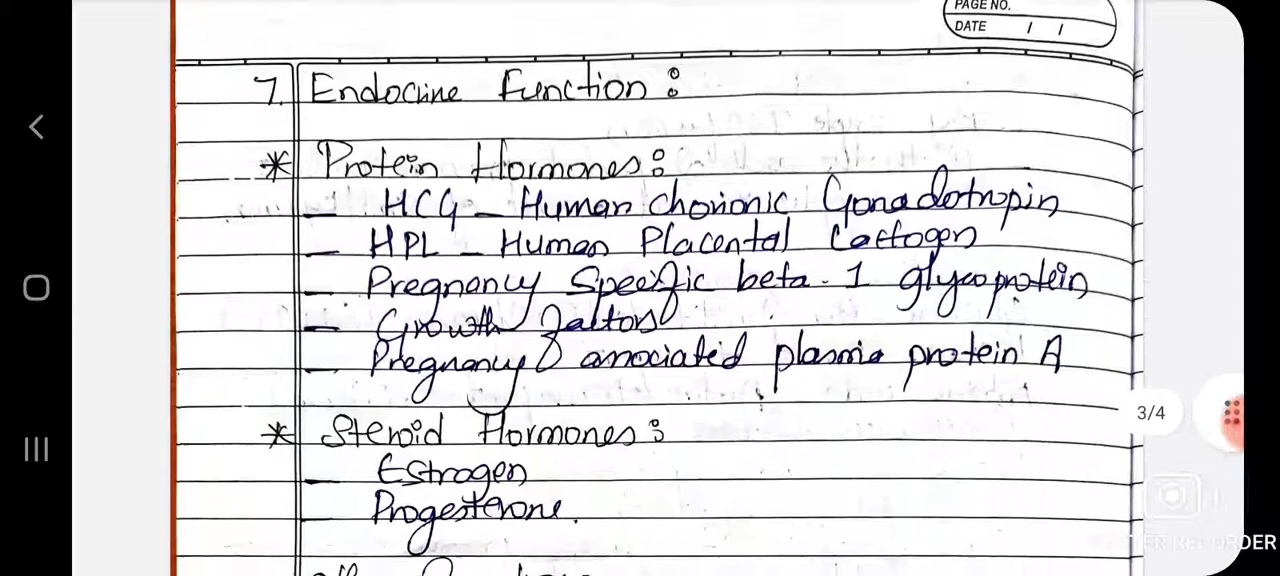 PAGE NO.
DATE / /
7. Endocrine Function :
* Protein Hormones :
— HCG - Human chorionic Gonadotropin
— HPL - Human Placental Lactogen
— Pregnancy Specific beta-1 glycoprotein
— Growth factors
— Pregnancy associated plasma protein A
3/4
* Steroid Hormones :
— Estrogen
— Progesterone.